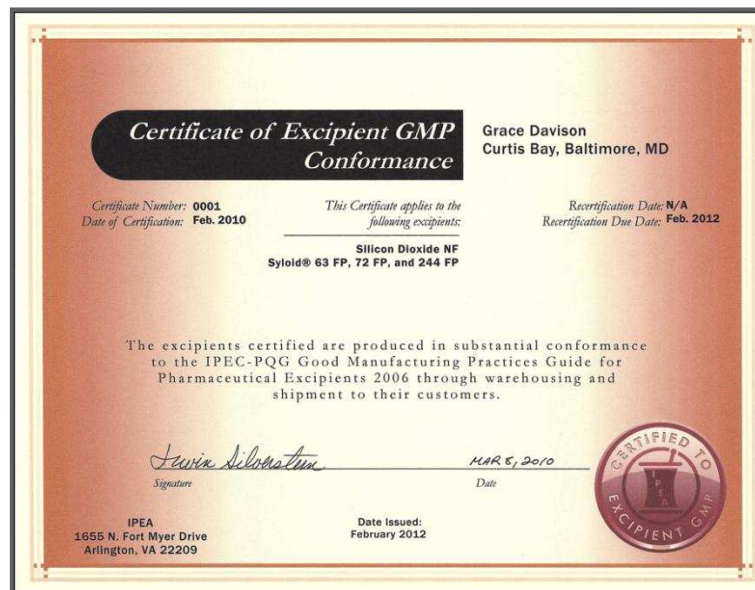 Certificate of Excipient GMP
Conformance
Grace Davison
Curtis Bay, Baltimore, MD
Certificate Number: 0001
Date of Certification: Feb. 2010
This Certificate applies to the
following excipients:
Recertification Date: N/A
Recertification Due Date: Feb. 2012
Silicon Dioxide NF
Syloid® 63 FP, 72 FP, and 244 FP
The excipients certified are produced in substantial conformance
to the IPEC-PQG Good Manufacturing Practices Guide for
Pharmaceutical Excipients 2006 through warehousing and
shipment to their customers.
Irwin Silverstein
Signature
MAR 8, 2010
Date
IPEA
1655 N. Fort Myer Drive
Arlington, VA 22209
Date Issued:
February 2012
CERTIFIED TO
IPEA
EXCIPIENT GMP